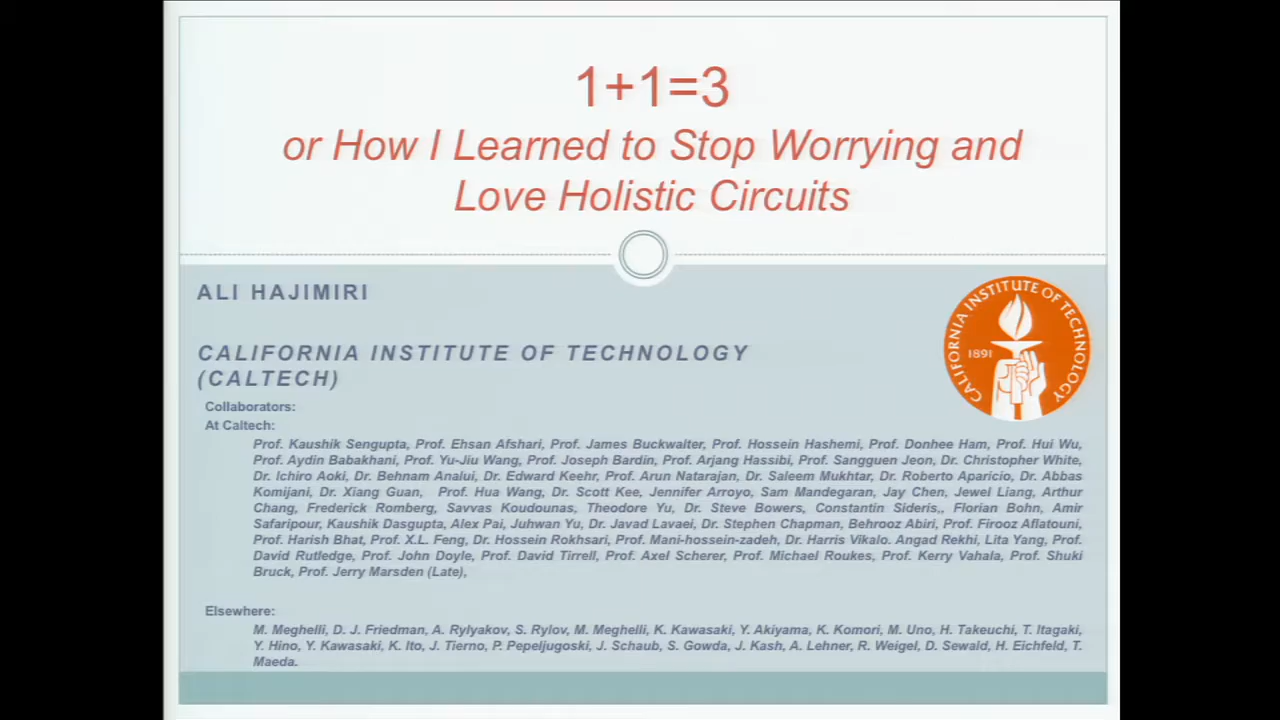 1+1=3
or How I Learned to Stop Worrying and
Love Holistic Circuits
ALI HAJIMIRI
CALIFORNIA INSTITUTE OF TECHNOLOGY
(CALTECH)
CALIFORNIA INSTITUTE OF TECHNOLOGY
1891
Collaborators:
At Caltech:
Prof. Kaushik Sengupta, Prof. Ehsan Afshari, Prof. James Buckwalter, Prof. Hossein Hashemi, Prof. Donhee Ham, Prof. Hui Wu,
Prof. Aydin Babakhani, Prof. Yu-Jiu Wang, Prof. Joseph Bardin, Prof. Arjang Hassibi, Prof. Sangguen Jeon, Dr. Christopher White,
Dr. Ichiro Aoki, Dr. Behnam Analui, Dr. Edward Keehr, Prof. Arun Natarajan, Dr. Saleem Mukhtar, Dr. Roberto Aparicio, Dr. Abbas
Komijani, Dr. Xiang Guan, Prof. Hua Wang, Dr. Scott Kee, Jennifer Arroyo, Sam Mandegaran, Jay Chen, Jewel Liang, Arthur
Chang, Frederick Romberg, Savvas Koudounas, Theodore Yu, Dr. Steve Bowers, Constantin Sideris,, Florian Bohn, Amir
Safaripour, Kaushik Dasgupta, Alex Pai, Juhwan Yu, Dr. Javad Lavaei, Dr. Stephen Chapman, Behrooz Abiri, Prof. Firooz Aflatouni,
Prof. Harish Bhat, Prof. X.L. Feng, Dr. Hossein Rokhsari, Prof. Mani-hossein-zadeh, Dr. Harris Vikalo. Angad Rekhi, Lita Yang, Prof.
David Rutledge, Prof. John Doyle, Prof. David Tirrell, Prof. Axel Scherer, Prof. Michael Roukes, Prof. Kerry Vahala, Prof. Shuki
Bruck, Prof. Jerry Marsden (Late),
Elsewhere:
M. Meghelli, D. J. Friedman, A. Rylyakov, S. Rylov, M. Meghelli, K. Kawasaki, Y. Akiyama, K. Komori, M. Uno, H. Takeuchi, T. Itagaki,
Y. Hino, Y. Kawasaki, K. Ito, J. Tierno, P. Pepeljugoski, J. Schaub, S. Gowda, J. Kash, A. Lehner, R. Weigel, D. Sewald, H. Eichfeld, T.
Maeda.